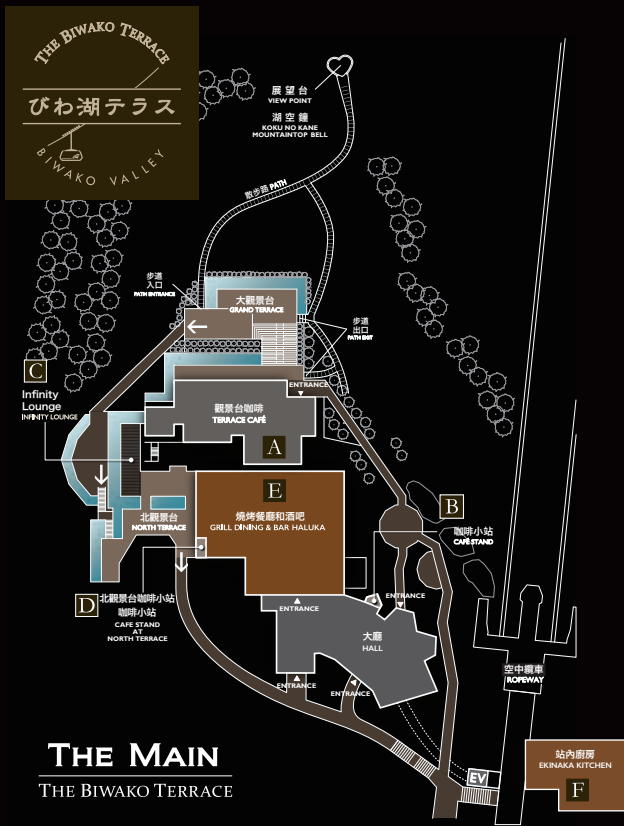 THE BIWAKO TERRACE
びわ湖テラス
BIWAKO VALLEY
展望台
VIEW POINT
湖空鐘
KOKU NO KANE
MOUNTAINTOP BELL
散步路 PATH
步道
入口
PATH ENTRANCE
大觀景台
GRAND TERRACE
步道
出口
PATH EXIT
C
Infinity
Lounge
INFINITY LOUNGE
ENTRANCE
觀景台咖啡
TERRACE CAFÉ
A
E
燒烤餐廳和酒吧
GRILL DINING & BAR HALUKA
B
咖啡小站
CAFÉ STAND
北觀景台
NORTH TERRACE
D
北觀景台咖啡小站
咖啡小站
CAFE STAND
AT
NORTH TERRACE
ENTRANCE
ENTRANCE
大廳
HALL
ENTRANCE
ENTRANCE
空中纜車
ROPEWAY
THE MAIN
THE BIWAKO TERRACE
EV
站內廚房
EKINAKA KITCHEN
F